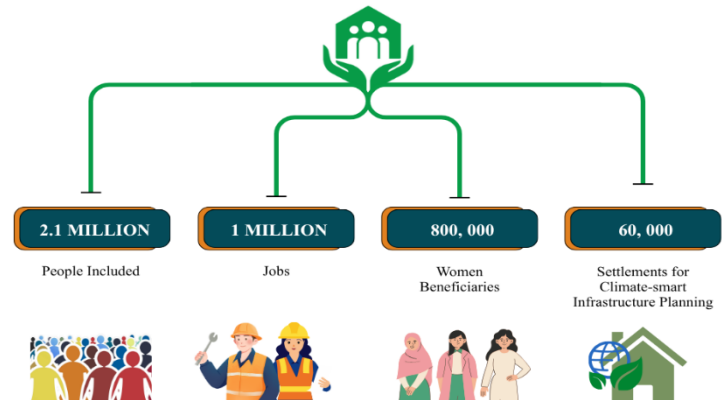 2.1 MILLION
People Included
1 MILLION
Jobs
800, 000
Women
Beneficiaries
60, 000
Settlements for
Climate-smart
Infrastructure Planning